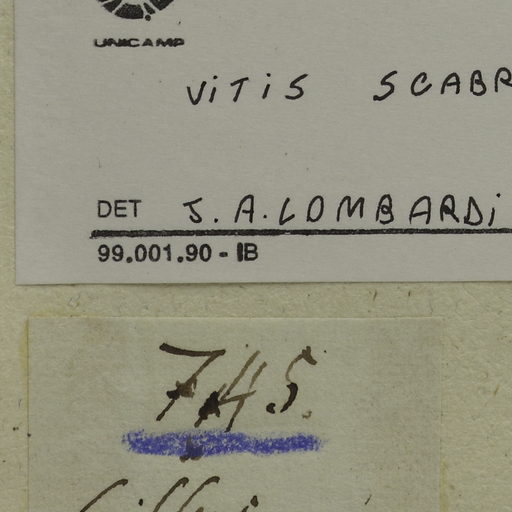 UNICAMP
ViTiS SCABR
DET J. A. LOMBARDi
99.001.90 - IB
745.